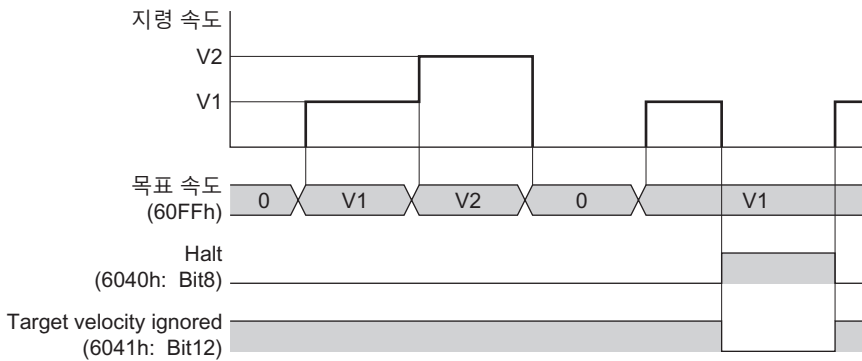 지령 속도
V2
V1
목표 속도
(60FFh)
0 V1 V2 0 V1
Halt
(6040h: Bit8)
Target velocity ignored
(6041h: Bit12)